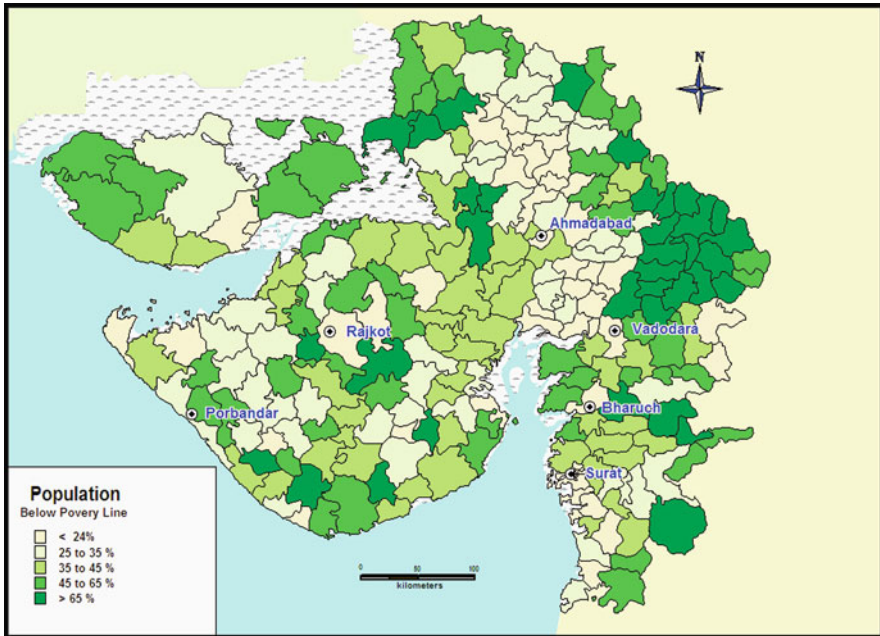 N
Ahmadabad
Rajkot
Vadodara
Porbandar
Bharuch
Surat
Population
Below Povery Line
< 24%
25 to 35 %
35 to 45 %
45 to 65 %
> 65 %
0 50 100
kilometers